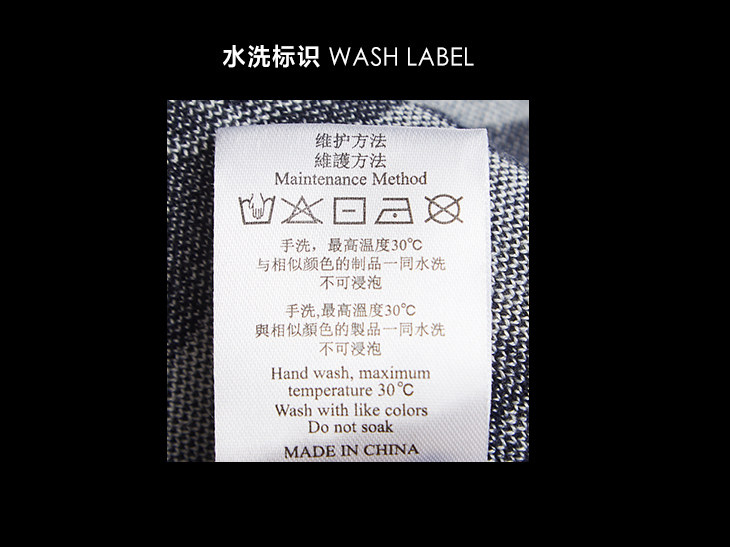 水洗标识 WASH LABEL
维护方法
維護方法
Maintenance Method
手洗，最高温度30℃
与相似颜色的制品一同水洗
不可浸泡
手洗,最高溫度30℃
與相似顏色的製品一同水洗
不可浸泡
Hand wash, maximum
temperature 30℃
Wash with like colors
Do not soak
MADE IN CHINA